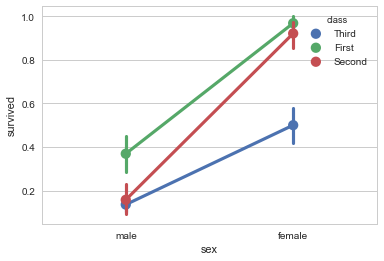 1.0
0.8
0.6
0.4
0.2
survived
male
female
sex
class
Third
First
Second